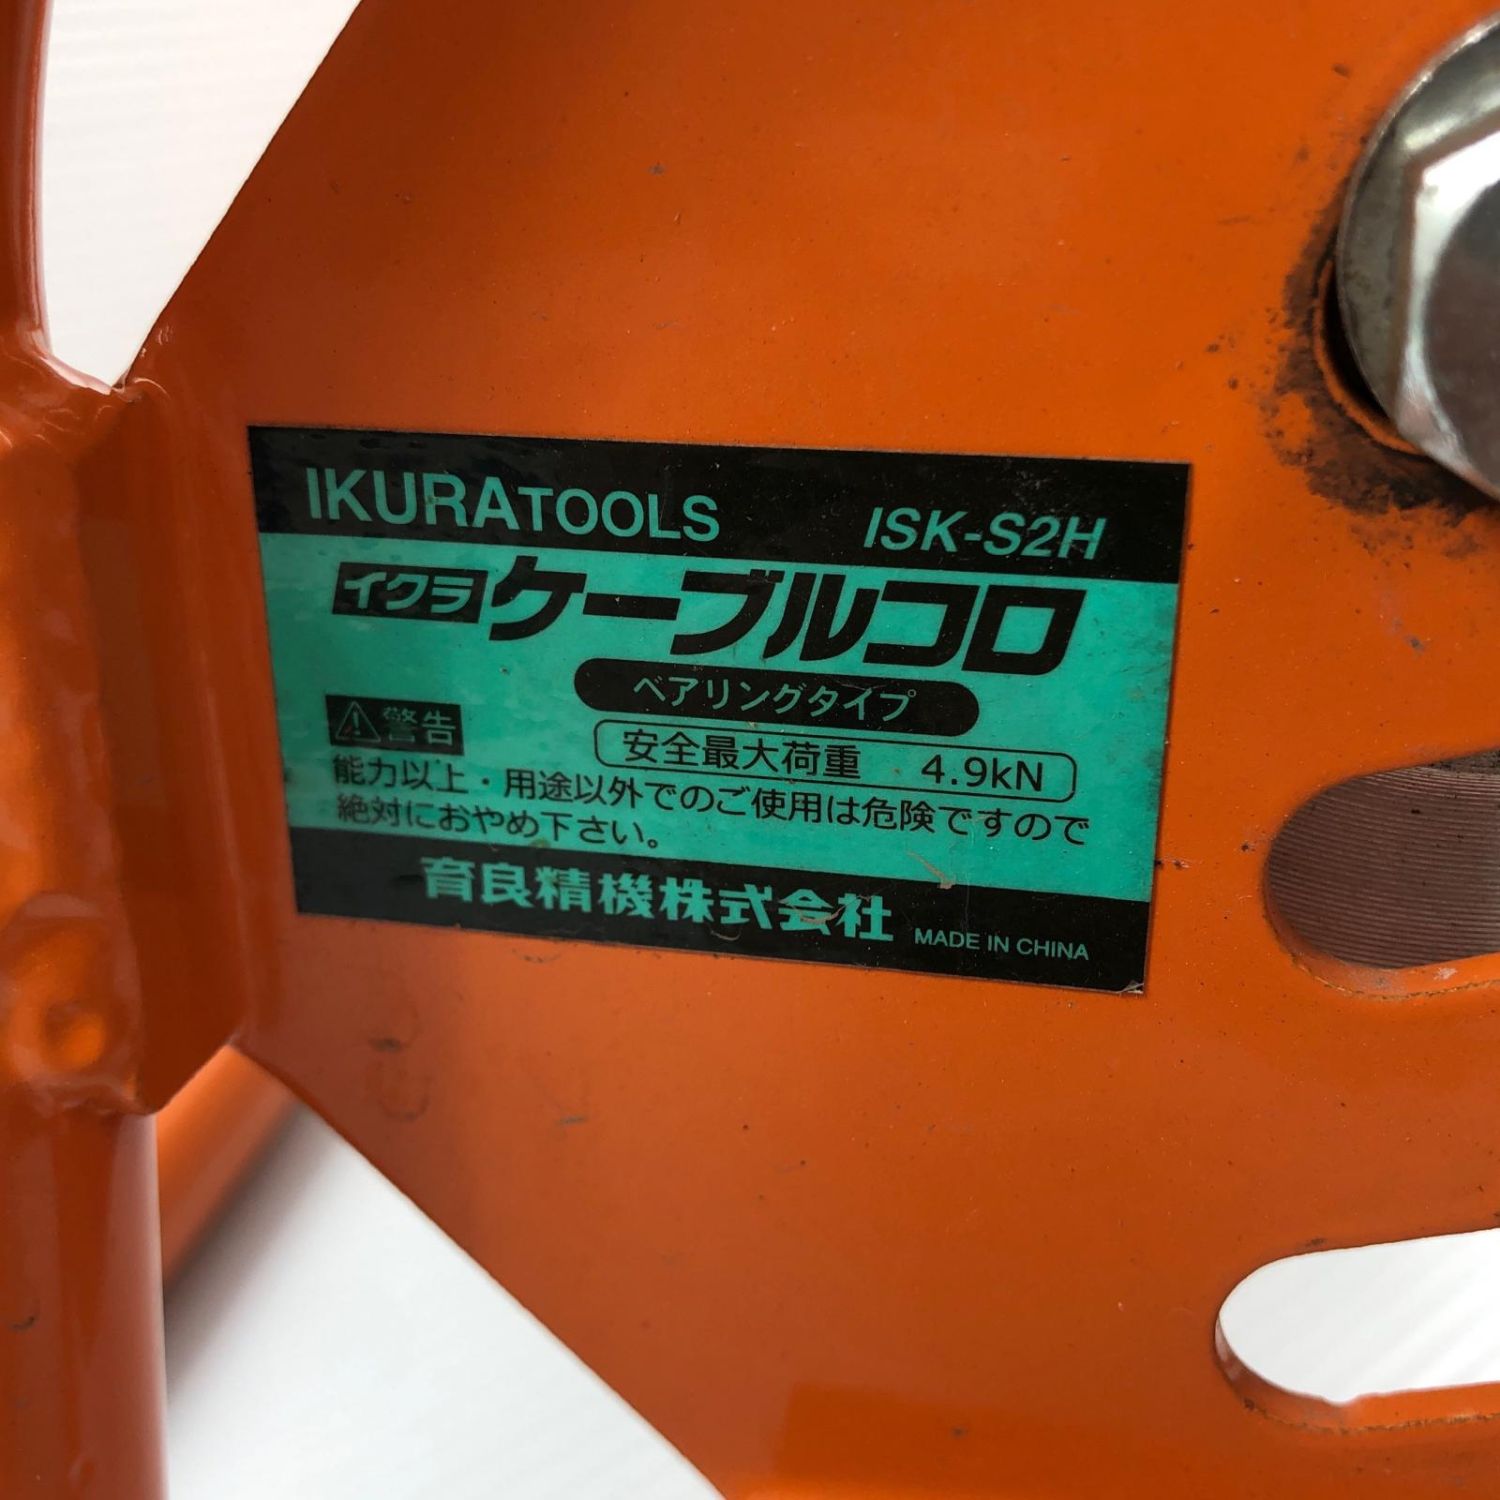 IKURATOOLS ISK-S2H
イクラ ケーブルコロ
ベアリングタイプ
⚠警告 安全最大荷重 4.9kN
能力以上・用途以外でのご使用は危険ですので
絶対におやめ下さい。
育良精機株式会社 MADE IN CHINA